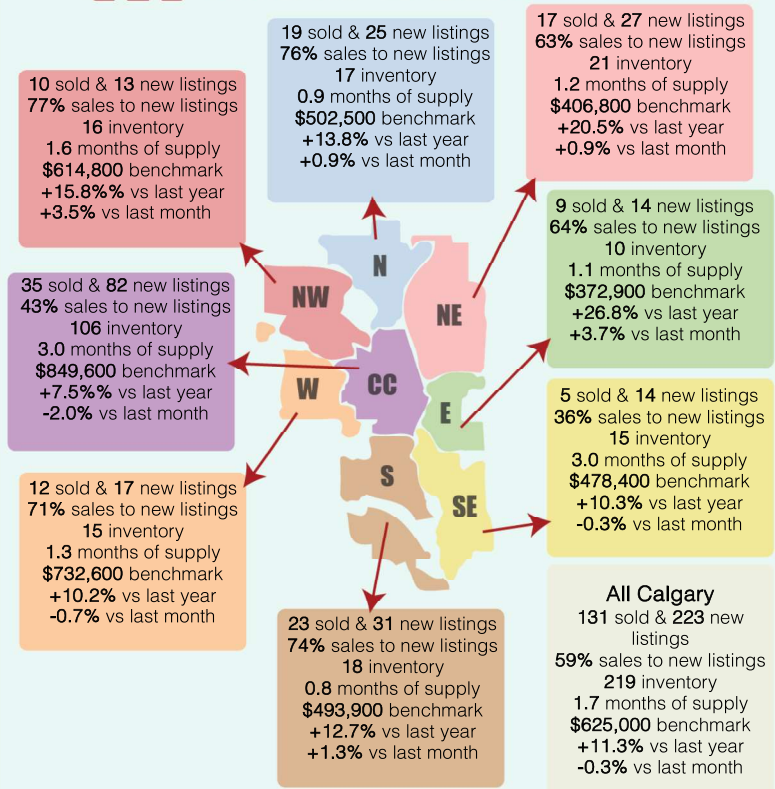 19 sold & 25 new listings
76% sales to new listings
17 inventory
0.9 months of supply
$502,500 benchmark
+13.8% vs last year
+0.9% vs last month
17 sold & 27 new listings
63% sales to new listings
21 inventory
1.2 months of supply
$406,800 benchmark
+20.5% vs last year
+0.9% vs last month
10 sold & 13 new listings
77% sales to new listings
16 inventory
1.6 months of supply
$614,800 benchmark
+15.8%% vs last year
+3.5% vs last month
9 sold & 14 new listings
64% sales to new listings
10 inventory
1.1 months of supply
$372,900 benchmark
+26.8% vs last year
+3.7% vs last month
35 sold & 82 new listings
43% sales to new listings
106 inventory
3.0 months of supply
$849,600 benchmark
+7.5%% vs last year
-2.0% vs last month
N
NW
NE
W
CC
E
S
SE
5 sold & 14 new listings
36% sales to new listings
15 inventory
3.0 months of supply
$478,400 benchmark
+10.3% vs last year
-0.3% vs last month
12 sold & 17 new listings
71% sales to new listings
15 inventory
1.3 months of supply
$732,600 benchmark
+10.2% vs last year
-0.7% vs last month
23 sold & 31 new listings
74% sales to new listings
18 inventory
0.8 months of supply
$493,900 benchmark
+12.7% vs last year
+1.3% vs last month
All Calgary
131 sold & 223 new
listings
59% sales to new listings
219 inventory
1.7 months of supply
$625,000 benchmark
+11.3% vs last year
-0.3% vs last month